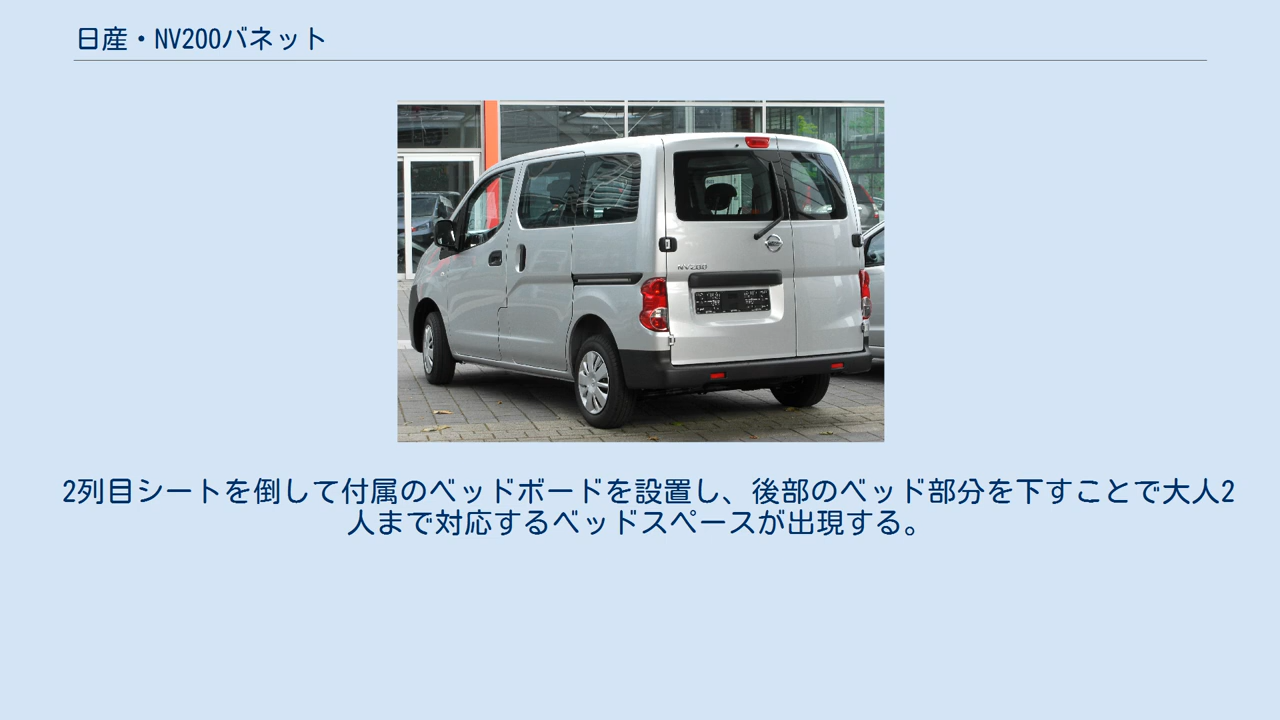 日産・NV200バネット
NV200
2列目シートを倒して付属のベッドボードを設置し、後部のベッド部分を下すことで大人2
人まで対応するベッドスペースが出現する。